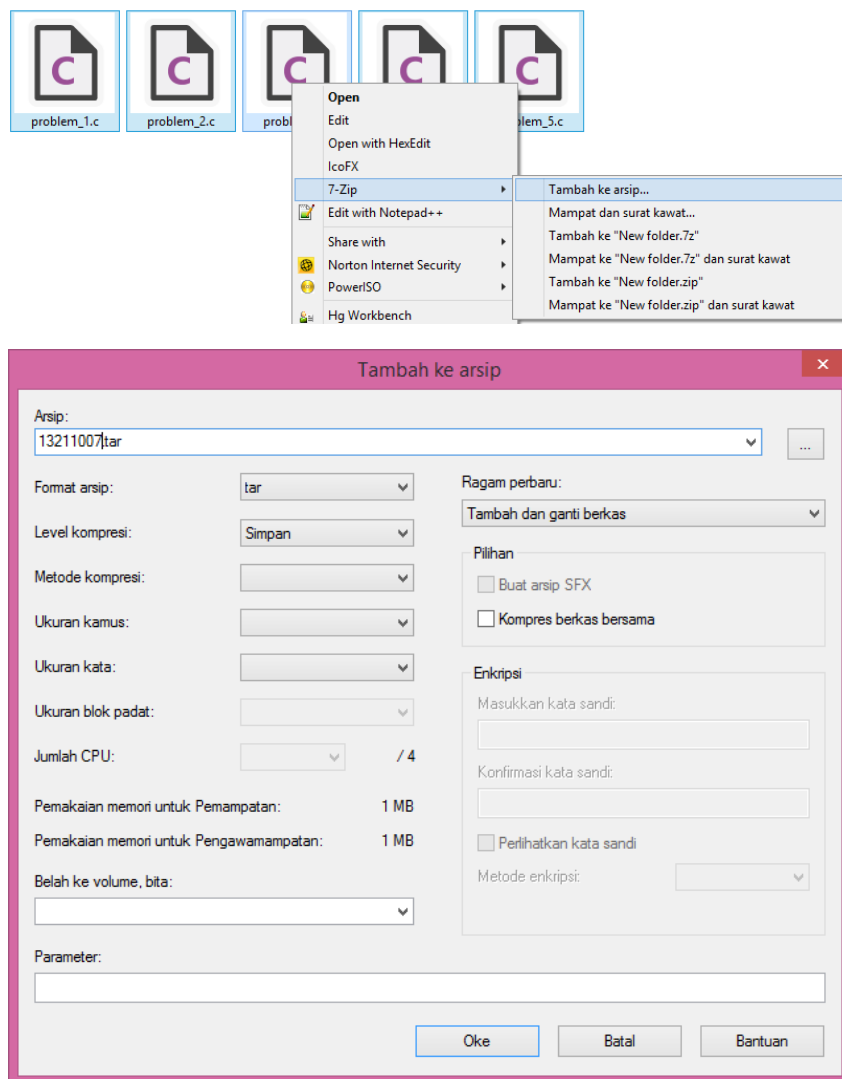 C C C C C
problem_1.c problem_2.c probl lem_5.c
Open
Edit
Open with HexEdit
IcoFX
7-Zip
Edit with Notepad++
Share with
Norton Internet Security
PowerISO
Hg Workbench
Tambah ke arsip...
Mampat dan surat kawat...
Tambah ke "New folder.7z"
Mampat ke "New folder.7z" dan surat kawat
Tambah ke "New folder.zip"
Mampat ke "New folder.zip" dan surat kawat
Tambah ke arsip
Arsip:
13211007.tar
...
Format arsip: tar
Level kompresi: Simpan
Metode kompresi:
Ukuran kamus:
Ukuran kata:
Ukuran blok padat:
Jumlah CPU: / 4
Pemakaian memori untuk Pemampatan: 1 MB
Pemakaian memori untuk Pengawamampatan: 1 MB
Belah ke volume, bita:
Ragam perbaru:
Tambah dan ganti berkas
Pilihan
Buat arsip SFX
Kompres berkas bersama
Enkripsi
Masukkan kata sandi:
Konfirmasi kata sandi:
Perlihatkan kata sandi
Metode enkripsi:
Parameter:
Oke Batal Bantuan